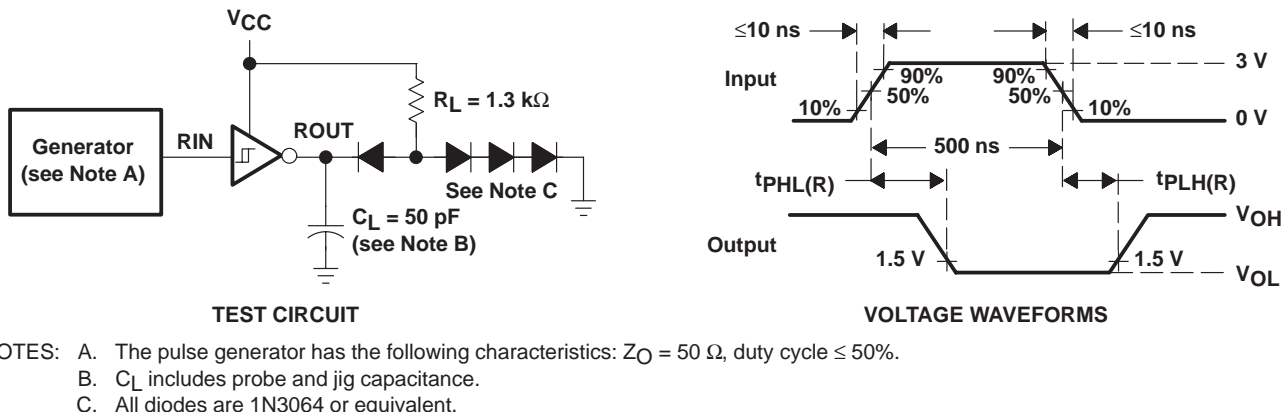 VCC
RL = 1.3 kΩ
Generator
(see Note A)
RIN
ROUT
See Note C
CL = 50 pF
(see Note B)
TEST CIRCUIT
≤10 ns
≤10 ns
Input
3 V
90%
90%
50%
50%
10%
10%
0 V
500 ns
tPHL(R)
tPLH(R)
VOH
Output
1.5 V
1.5 V
VOL
VOLTAGE WAVEFORMS
OTES: A. The pulse generator has the following characteristics: ZO = 50 Ω, duty cycle ≤ 50%.
B. CL includes probe and jig capacitance.
C. All diodes are 1N3064 or equivalent.